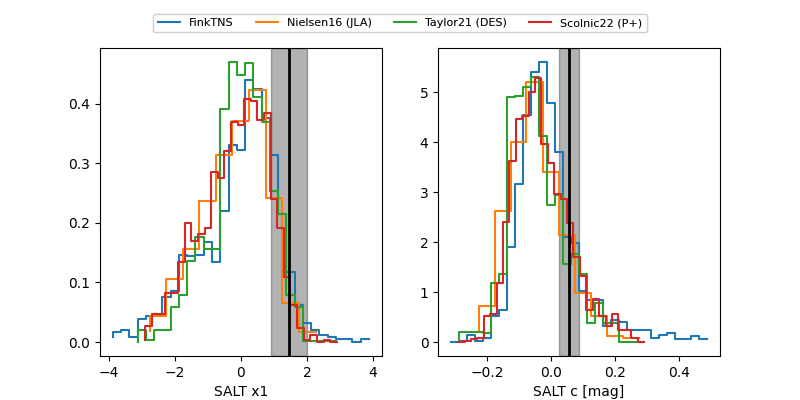 FinkTNS Nielsen16 (JLA) Taylor21 (DES) Scolnic22 (P+)
0.4
0.3
0.2
0.1
0.0
−4 −2 0 2 4
SALT x1
5
4
3
2
1
0
−0.2 0.0 0.2 0.4
SALT c [mag]